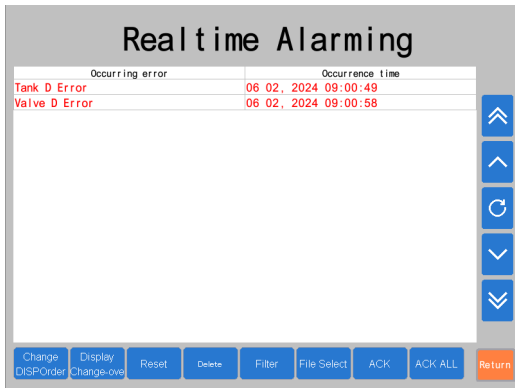 Realtime Alarming
Occurring error Occurrence time
Tank D Error 06 02, 2024 09:00:49
Valve D Error 06 02, 2024 09:00:58
Change DISPOrder
Display Change-ove
Reset
Delete
Filter
File Select
ACK
ACK ALL
Return